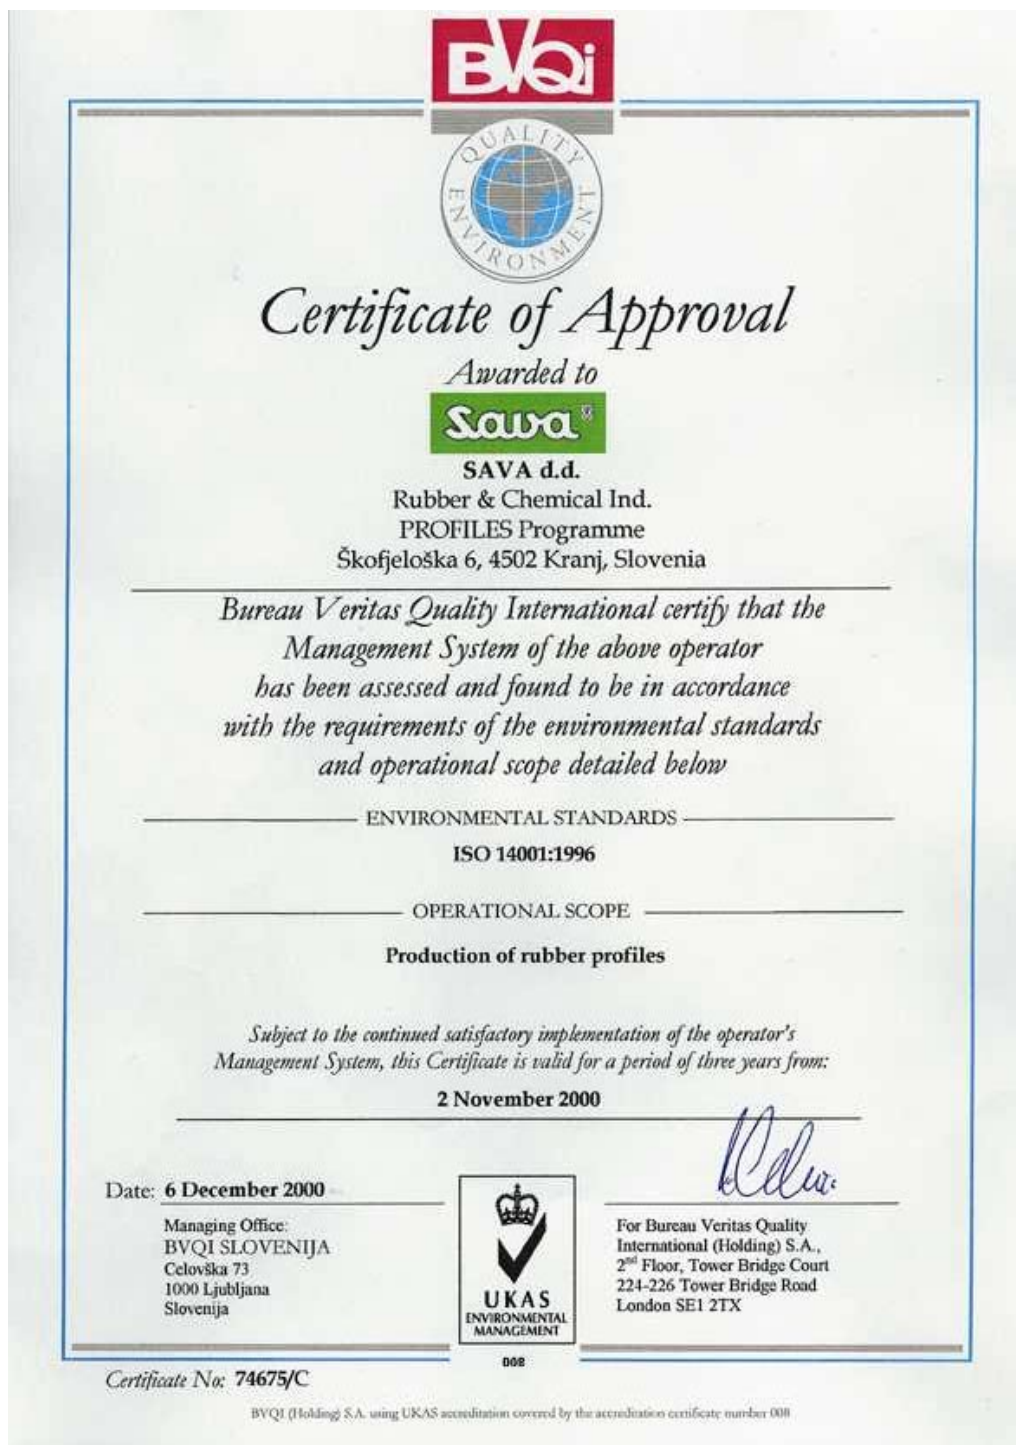 BVQi
QUALITY
ENVIRONMENT
Certificate of Approval
Awarded to
Sava®
SAVA d.d.
Rubber & Chemical Ind.
PROFILES Programme
Škofjeloška 6, 4502 Kranj, Slovenia
Bureau Veritas Quality International certify that the
Management System of the above operator
has been assessed and found to be in accordance
with the requirements of the environmental standards
and operational scope detailed below
ENVIRONMENTAL STANDARDS
ISO 14001:1996
OPERATIONAL SCOPE
Production of rubber profiles
Subject to the continued satisfactory implementation of the operator's
Management System, this Certificate is valid for a period of three years from:
2 November 2000
Date: 6 December 2000
Managing Office:
BVQI SLOVENIJA
Celovška 73
1000 Ljubljana
Slovenija
UKAS
ENVIRONMENTAL
MANAGEMENT
008
For Bureau Veritas Quality
International (Holding) S.A.,
2nd Floor, Tower Bridge Court
224-226 Tower Bridge Road
London SE1 2TX
Certificate No: 74675/C
BVQI (Holding) S.A. using UKAS accreditation covered by the accreditation certificate number 008